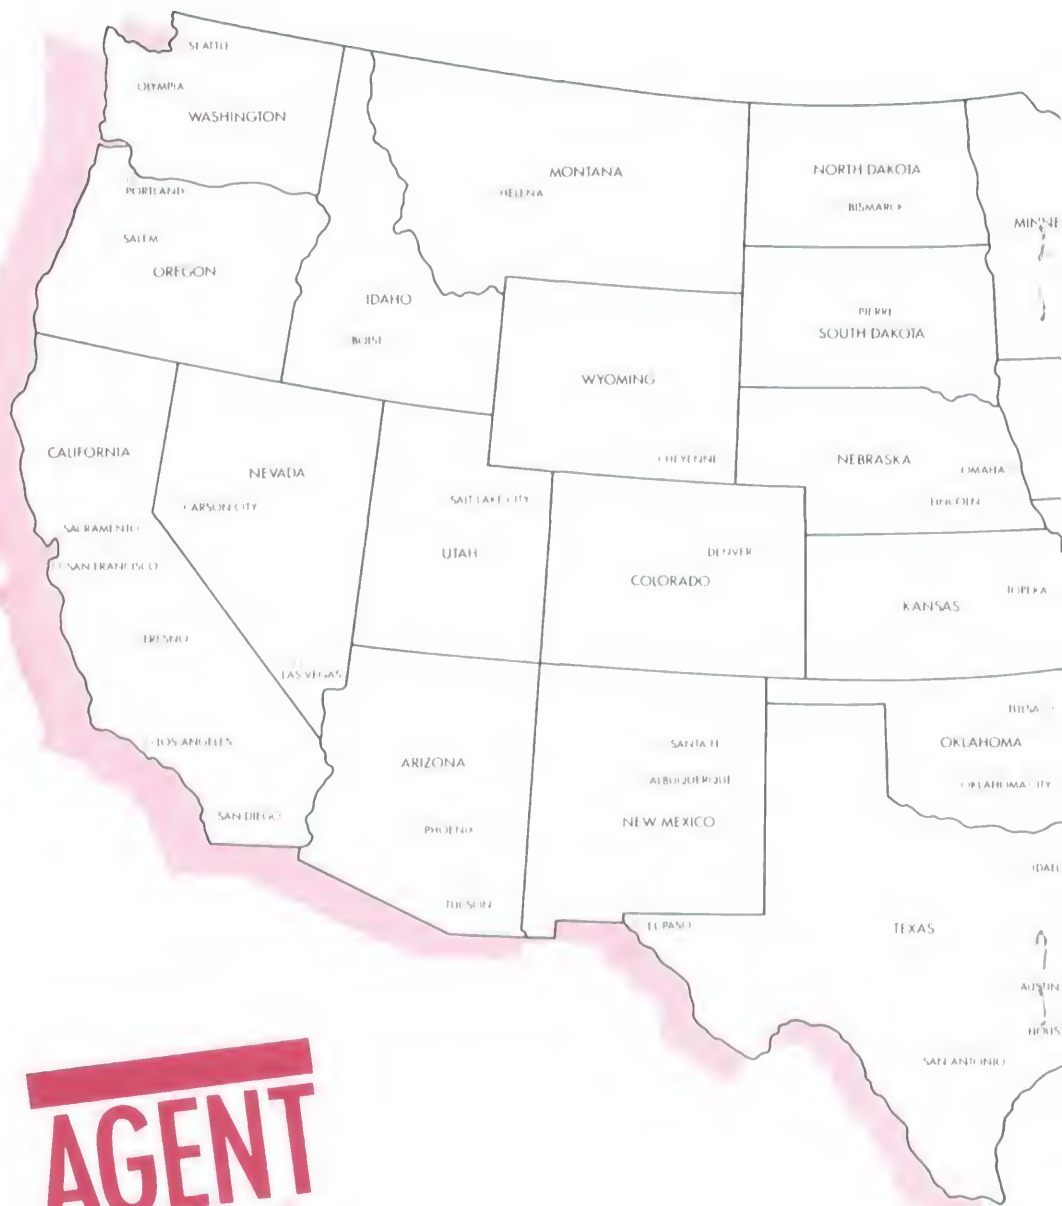 SEATTLE
OLYMPIA
WASHINGTON
PORTLAND
SALEM
OREGON
IDAHO
BOISE
MONTANA
HELENA
NORTH DAKOTA
BISMARCK
MINNE
PIERRE
SOUTH DAKOTA
WYOMING
CHEYENNE
NEBRASKA
OMAHA
LINCOLN
CALIFORNIA
SACRAMENTO
SAN FRANCISCO
FRESNO
LOS ANGELES
SAN DIEGO
NEVADA
CARSON CITY
LAS VEGAS
SALT LAKE CITY
UTAH
DENVER
COLORADO
KANSAS
TOPEKA
ARIZONA
PHOENIX
TUCSON
SANTA FE
ALBUQUERQUE
NEW MEXICO
TULSA
OKLAHOMA
OKLAHOMA CITY
EL PASO
TEXAS
AUSTIN
HOUS
SAN ANTONIO
AGENT